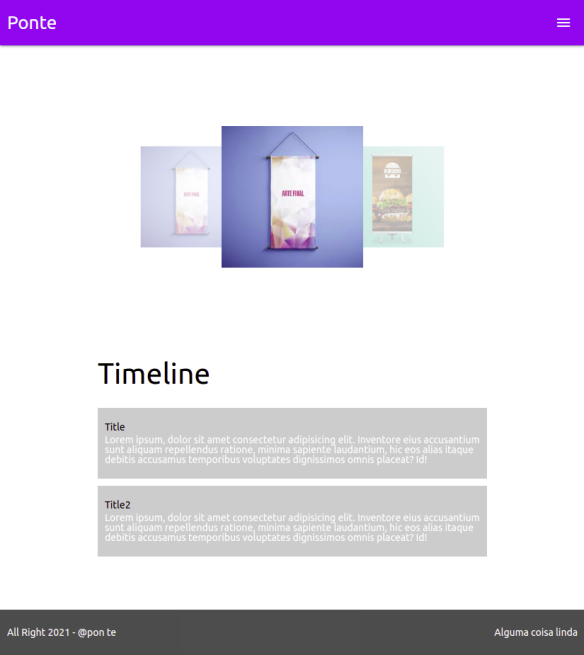 Ponte
ARTE FINAL
ARTE FINAL
Timeline
Title
Lorem ipsum, dolor sit amet consectetur adipisicing elit. Inventore eius accusantium
sunt aliquam repellendus ratione, minima sapiente laudantium, hic eos alias itaque
debitis accusamus temporibus voluptates dignissimos omnis placeat? Id!
Title2
Lorem ipsum, dolor sit amet consectetur adipisicing elit. Inventore eius accusantium
sunt aliquam repellendus ratione, minima sapiente laudantium, hic eos alias itaque
debitis accusamus temporibus voluptates dignissimos omnis placeat? Id!
All Right 2021 - @pon te
Alguma coisa linda